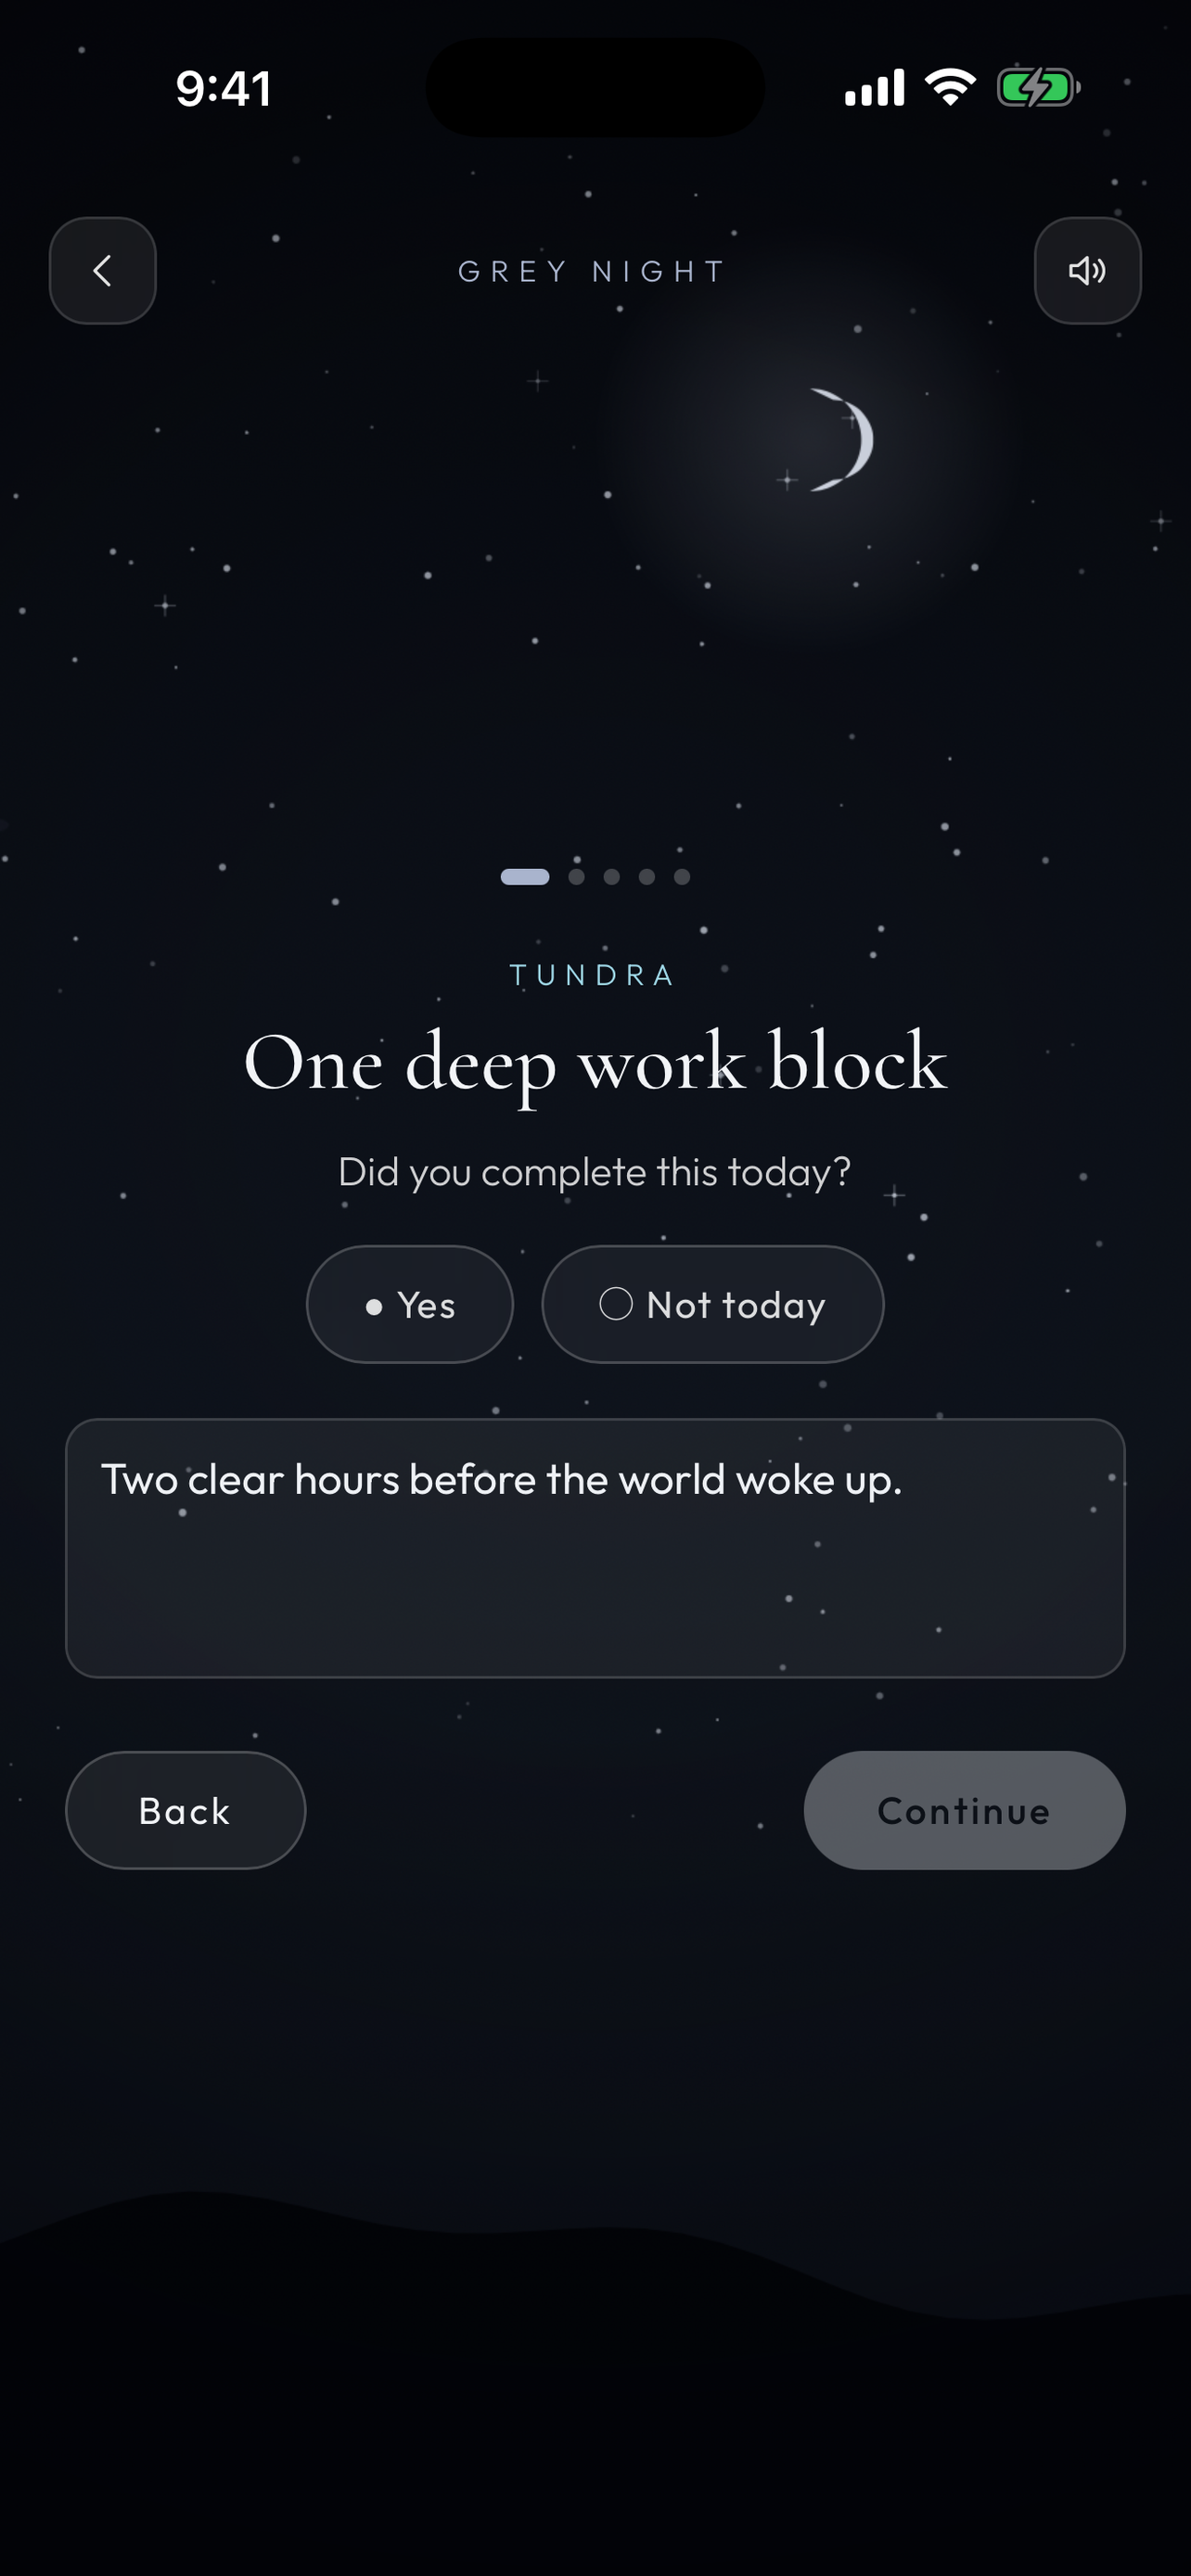 9:41
GREY NIGHT
TUNDRA
One deep work block
Did you complete this today?
● Yes
○ Not today
Two clear hours before the world woke up.
Back
Continue